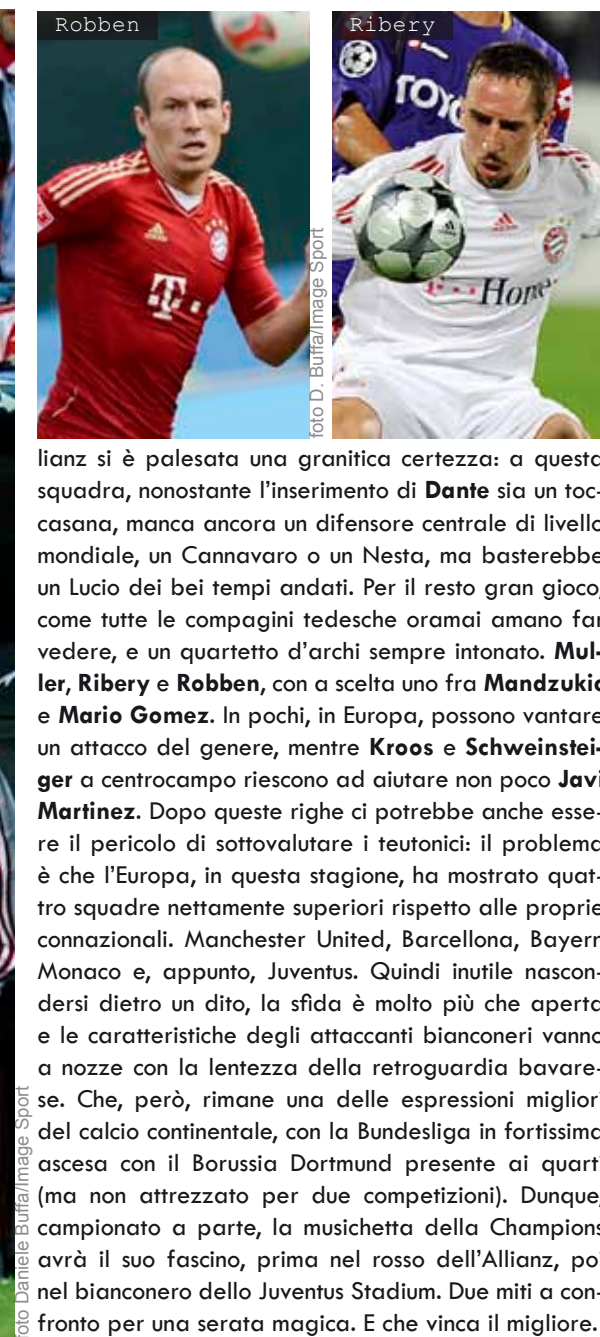 Robben
Ribery
TOYO
T
Home
foto D. Buffa/Image Sport
foto Daniele Buffa/Image Sport
lianz si è palesata una granitica certezza: a questa
squadra, nonostante l'inserimento di Dante sia un toc-
casana, manca ancora un difensore centrale di livello
mondiale, un Cannavaro o un Nesta, ma basterebbe
un Lucio dei bei tempi andati. Per il resto gran gioco,
come tutte le compagini tedesche oramai amano far
vedere, e un quartetto d'archi sempre intonato. Mul-
ler, Ribery e Robben, con a scelta uno fra Mandzukic
e Mario Gomez. In pochi, in Europa, possono vantare
un attacco del genere, mentre Kroos e Schweinstei-
ger a centrocampo riescono ad aiutare non poco Javi
Martinez. Dopo queste righe ci potrebbe anche esse-
re il pericolo di sottovalutare i teutonici: il problema
è che l'Europa, in questa stagione, ha mostrato quat-
tro squadre nettamente superiori rispetto alle proprie
connazionali. Manchester United, Barcellona, Bayern
Monaco e, appunto, Juventus. Quindi inutile nascon-
dersi dietro un dito, la sfida è molto più che aperta
e le caratteristiche degli attaccanti bianconeri vanno
a nozze con la lentezza della retroguardia bavare-
se. Che, però, rimane una delle espressioni migliori
del calcio continentale, con la Bundesliga in fortissima
ascesa con il Borussia Dortmund presente ai quarti
(ma non attrezzato per due competizioni). Dunque,
campionato a parte, la musichetta della Champions
avrà il suo fascino, prima nel rosso dell'Allianz, poi
nel bianconero dello Juventus Stadium. Due miti a con-
fronto per una serata magica. E che vinca il migliore.